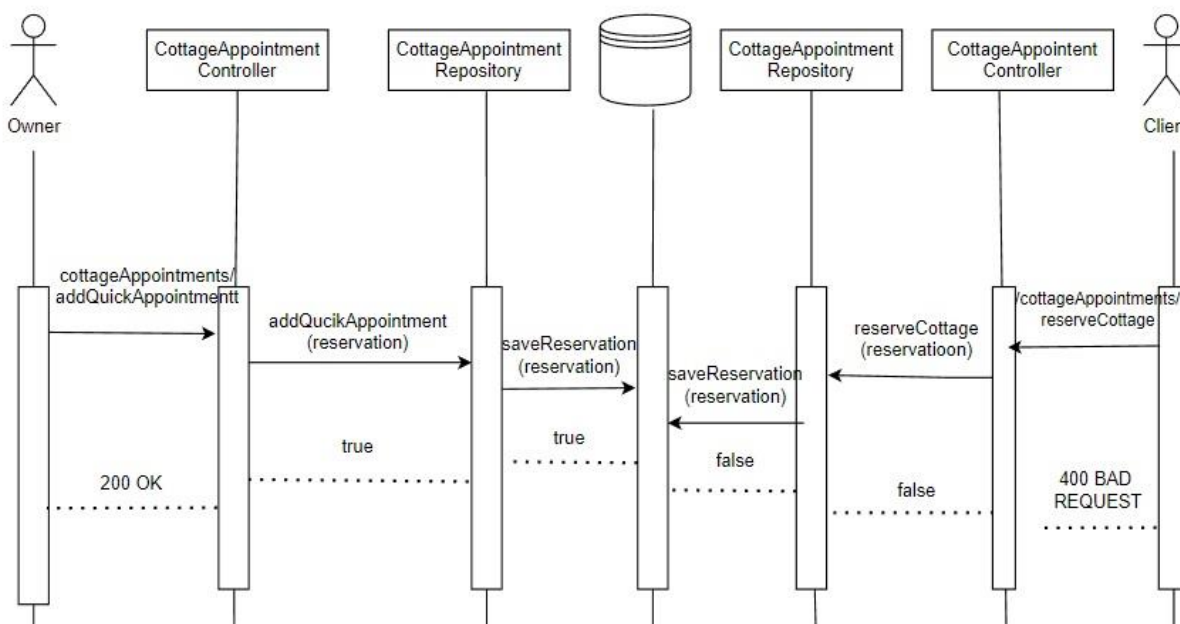 CottageAppointment
Controller
CottageAppointment
Repository
CottageAppointment
Repository
CottageAppointent
Controller
Owner
Client
cottageAppointments/
addQuickAppointmentt
addQucikAppointment
(reservation)
saveReservation
(reservation)
saveReservation
(reservation)
reserveCottage
(reservatioon)
/cottageAppointments/
reserveCottage
true
true
200 OK
false
false
400 BAD
REQUEST